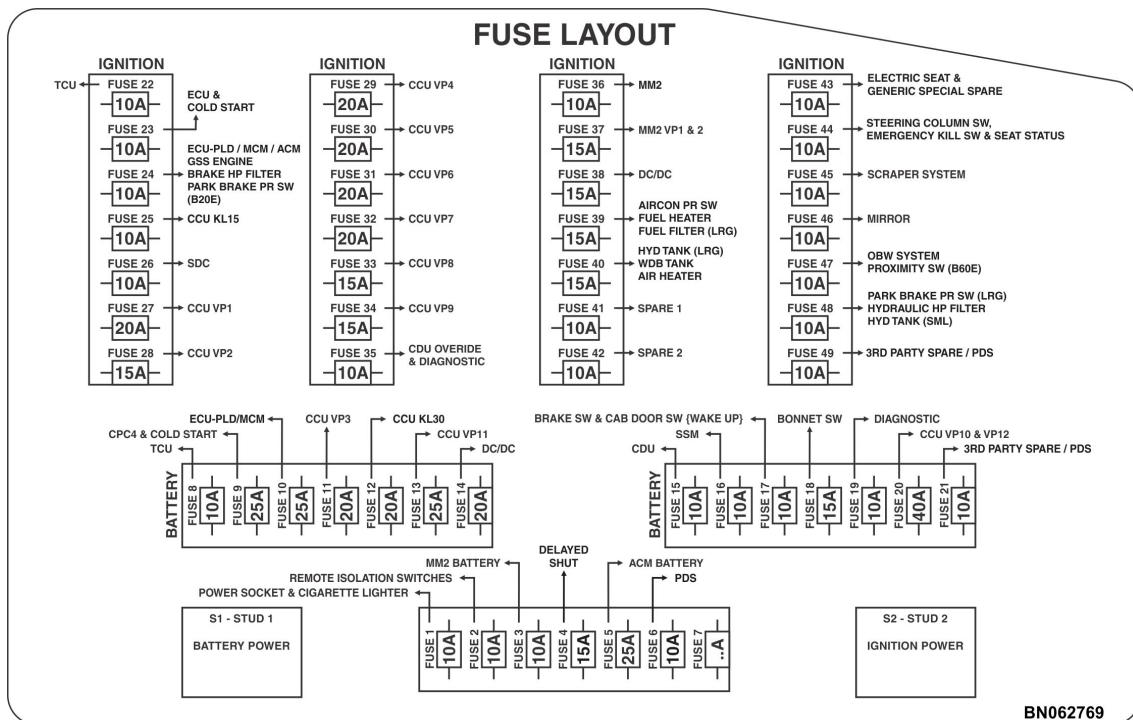 FUSE LAYOUT
IGNITION
TCU
FUSE 22
10A
ECU &
COLD START
FUSE 23
10A
ECU-PLD / MCM / ACM
GSS ENGINE
BRAKE HP FILTER
PARK BRAKE PR SW
(B20E)
FUSE 24
10A
FUSE 25
CCU KL15
10A
FUSE 26
SDC
10A
FUSE 27
CCU VP1
20A
FUSE 28
CCU VP2
15A
IGNITION
FUSE 29
CCU VP4
20A
FUSE 30
CCU VP5
20A
FUSE 31
CCU VP6
20A
FUSE 32
CCU VP7
20A
FUSE 33
CCU VP8
15A
FUSE 34
CCU VP9
15A
FUSE 35
CDU OVERIDE
& DIAGNOSTIC
10A
IGNITION
FUSE 36
MM2
10A
FUSE 37
MM2 VP1 & 2
15A
FUSE 38
DC/DC
15A
FUSE 39
AIRCON PR SW
FUEL HEATER
FUEL FILTER (LRG)
15A
FUSE 40
HYD TANK (LRG)
WDB TANK
AIR HEATER
15A
FUSE 41
SPARE 1
10A
FUSE 42
SPARE 2
10A
IGNITION
FUSE 43
ELECTRIC SEAT &
GENERIC SPECIAL SPARE
10A
FUSE 44
STEERING COLUMN SW,
EMERGENCY KILL SW & SEAT STATUS
10A
FUSE 45
SCRAPER SYSTEM
10A
FUSE 46
MIRROR
10A
FUSE 47
OBW SYSTEM
PROXIMITY SW (B60E)
10A
FUSE 48
PARK BRAKE PR SW (LRG)
HYDRAULIC HP FILTER
HYD TANK (SML)
10A
FUSE 49
3RD PARTY SPARE / PDS
10A
BATTERY
TCU
FUSE 8
10A
CPC4 & COLD START
FUSE 9
25A
ECU-PLD/MCM
FUSE 10
25A
CCU VP3
FUSE 11
20A
CCU KL30
FUSE 12
20A
CCU VP11
FUSE 13
25A
DC/DC
FUSE 14
20A
BATTERY
CDU
FUSE 15
10A
SSM
FUSE 16
10A
BRAKE SW & CAB DOOR SW {WAKE UP}
FUSE 17
10A
BONNET SW
FUSE 18
15A
DIAGNOSTIC
FUSE 19
10A
CCU VP10 & VP12
FUSE 20
40A
3RD PARTY SPARE / PDS
FUSE 21
10A
POWER SOCKET & CIGARETTE LIGHTER
FUSE 1
10A
REMOTE ISOLATION SWITCHES
FUSE 2
10A
MM2 BATTERY
FUSE 3
10A
DELAYED
SHUT
FUSE 4
15A
ACM BATTERY
FUSE 5
25A
PDS
FUSE 6
10A
FUSE 7
..A
S1 - STUD 1
BATTERY POWER
S2 - STUD 2
IGNITION POWER
BN062769